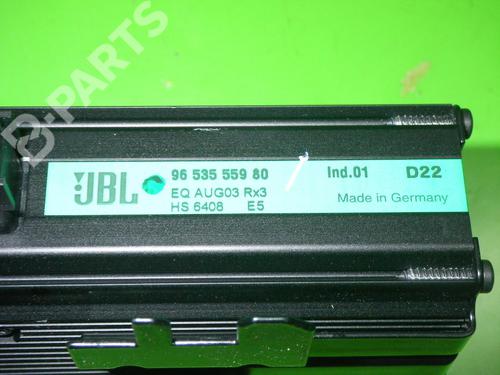 B-PARTS
JBL
96 535 559 80 Ind.01 D22
EQ AUG03 Rx3 Made in Germany
HS 6408 E5